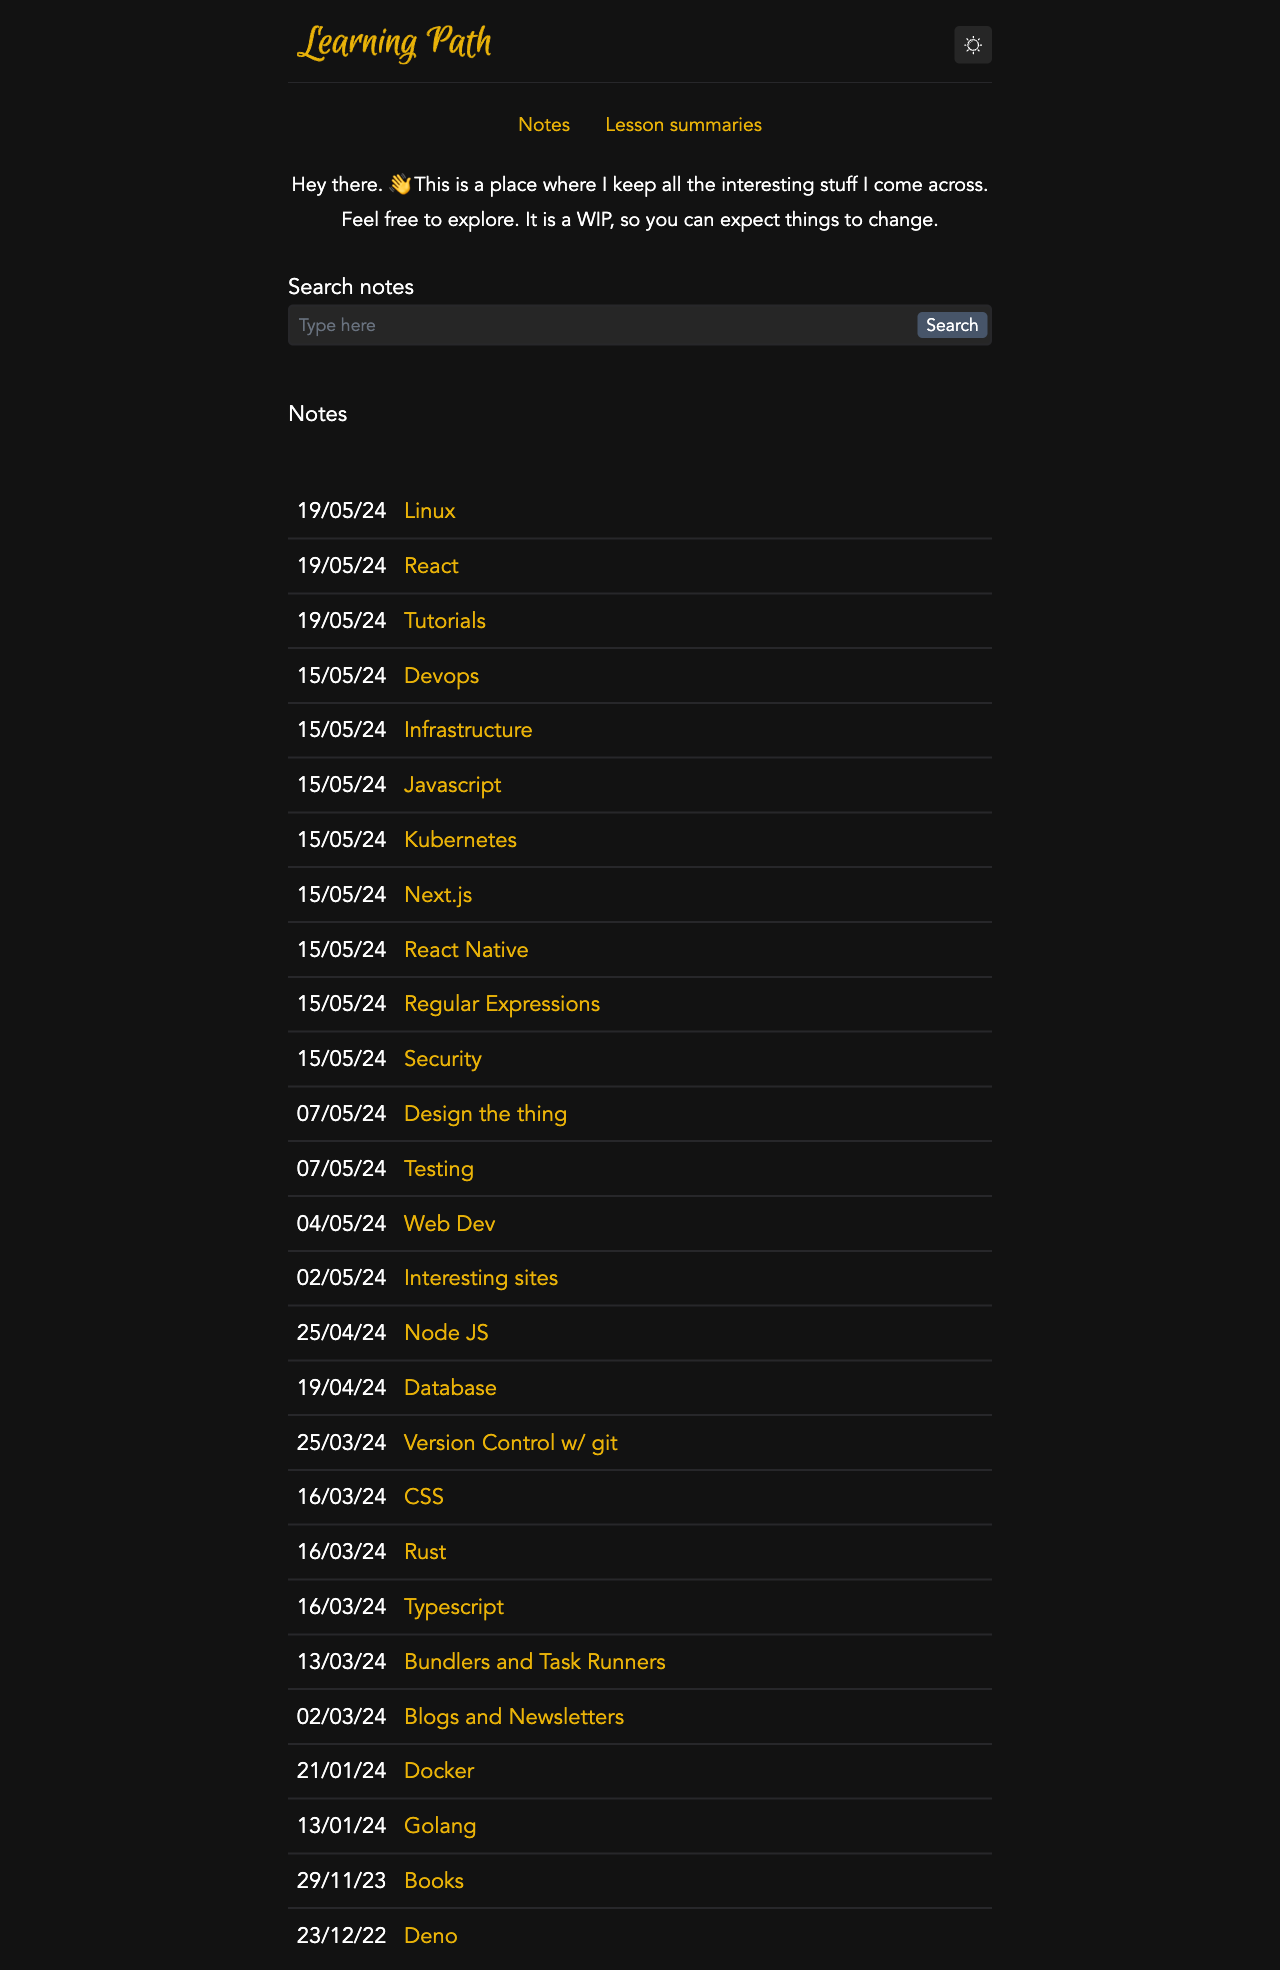 Learning Path
Notes Lesson summaries
Hey there. 👋This is a place where I keep all the interesting stuff I come across.
Feel free to explore. It is a WIP, so you can expect things to change.
Search notes
Type here Search
Notes
19/05/24 Linux
19/05/24 React
19/05/24 Tutorials
15/05/24 Devops
15/05/24 Infrastructure
15/05/24 Javascript
15/05/24 Kubernetes
15/05/24 Next.js
15/05/24 React Native
15/05/24 Regular Expressions
15/05/24 Security
07/05/24 Design the thing
07/05/24 Testing
04/05/24 Web Dev
02/05/24 Interesting sites
25/04/24 Node JS
19/04/24 Database
25/03/24 Version Control w/ git
16/03/24 CSS
16/03/24 Rust
16/03/24 Typescript
13/03/24 Bundlers and Task Runners
02/03/24 Blogs and Newsletters
21/01/24 Docker
13/01/24 Golang
29/11/23 Books
23/12/22 Deno